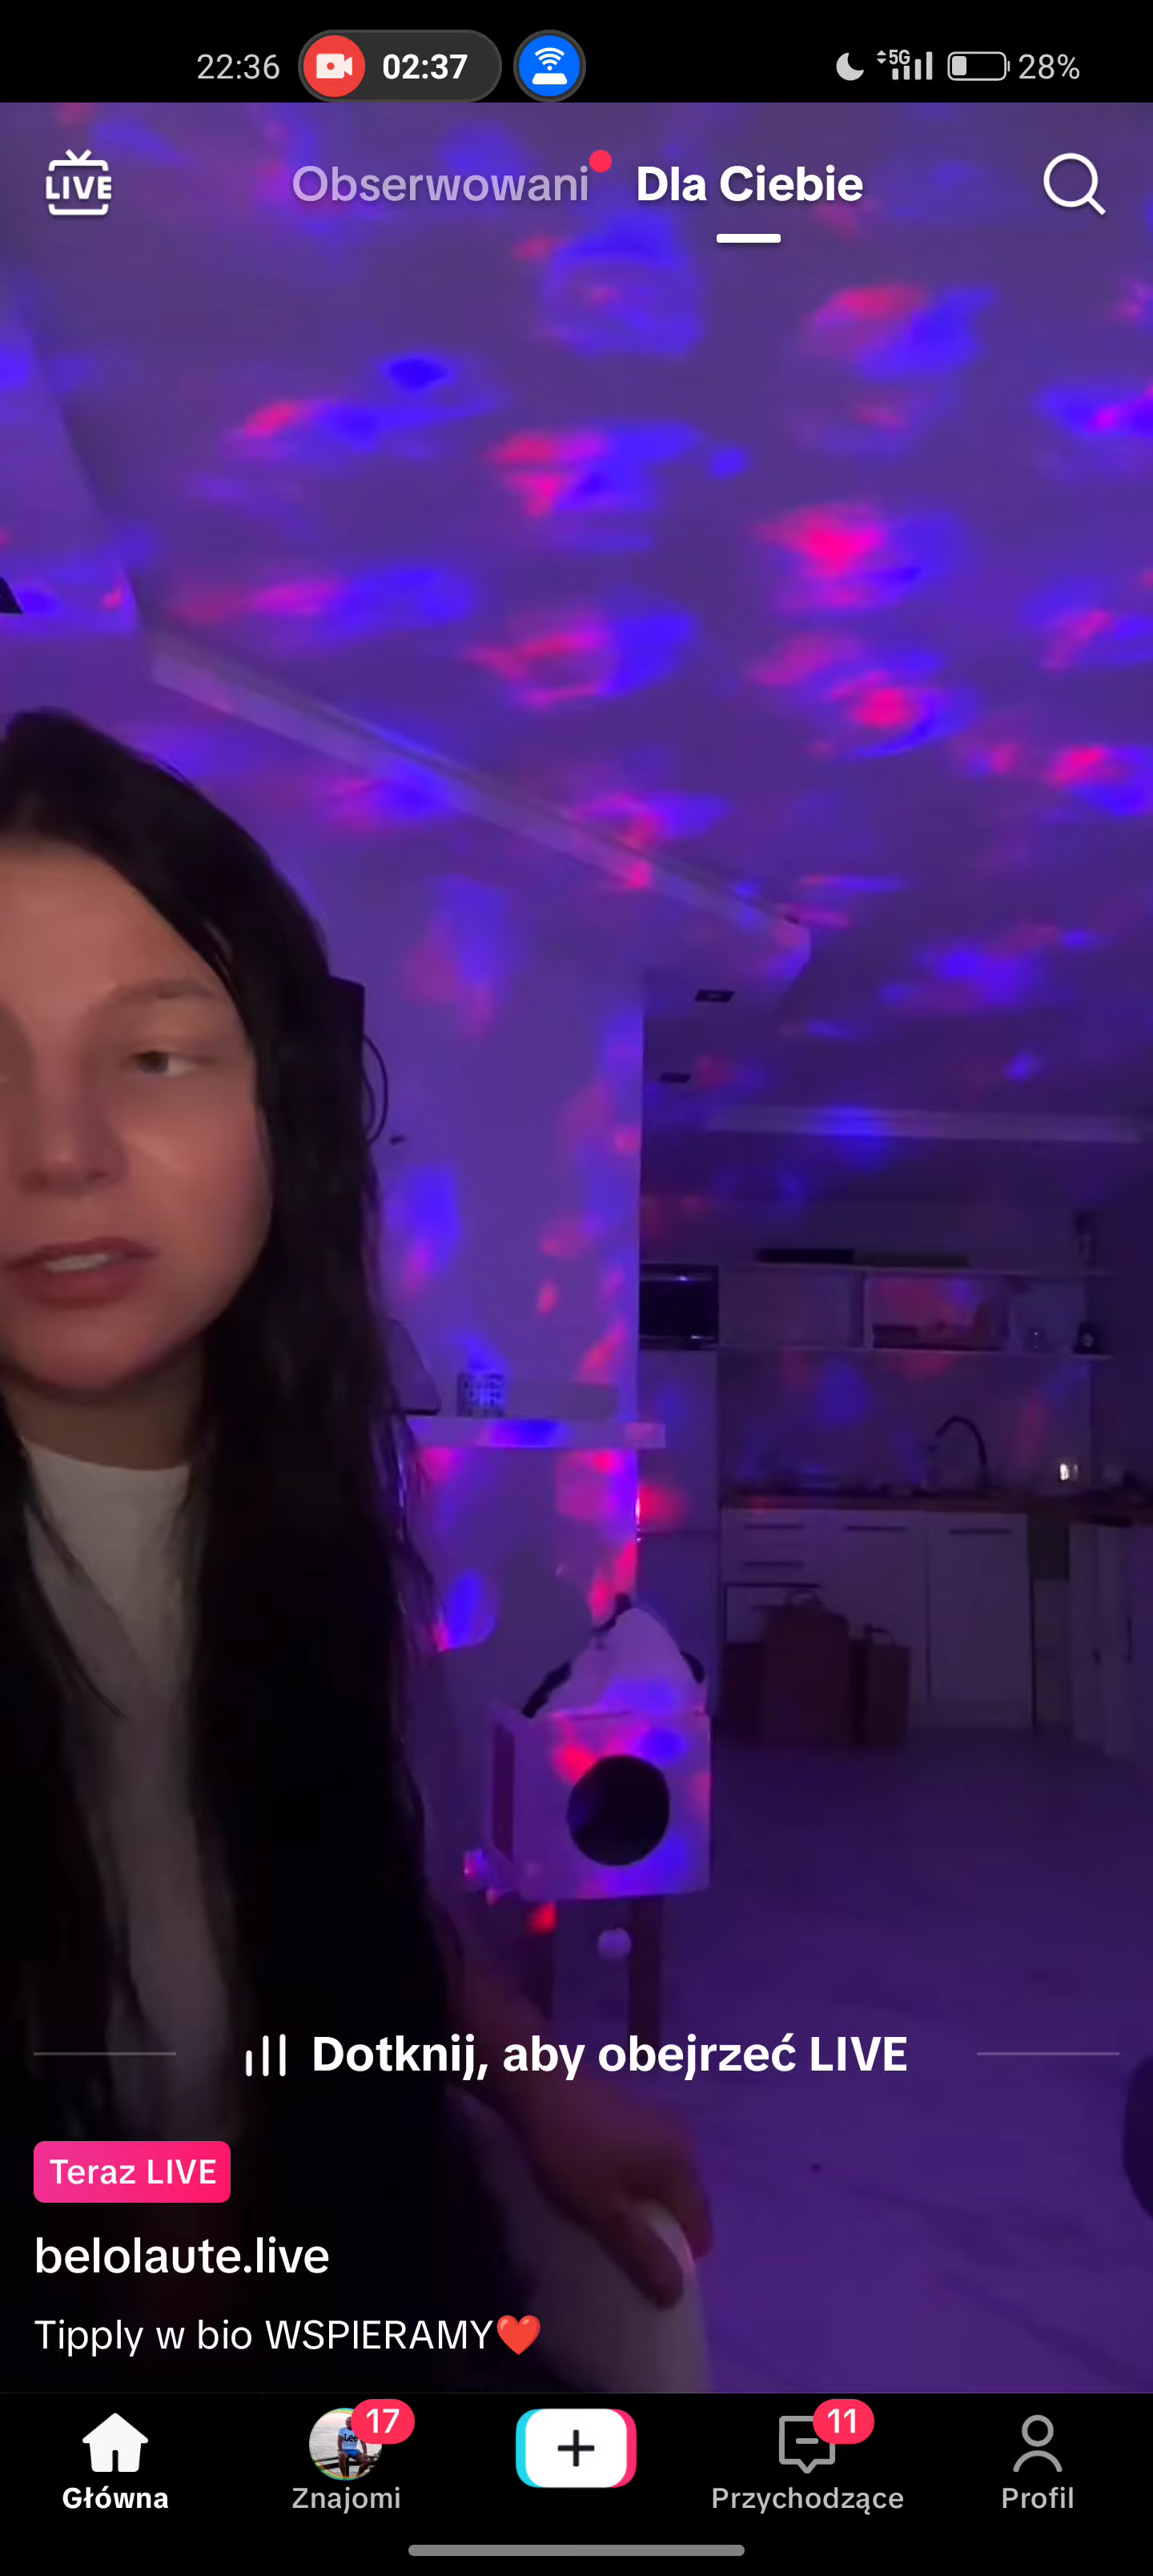 22:36 02:37 5G 28%
LIVE Obserwowani Dla Ciebie
Dotknij, aby obejrzeć LIVE
Teraz LIVE
belolaute.live
Tipply w bio WSPIERAMY❤️
17 11
Główna Znajomi Przychodzące Profil